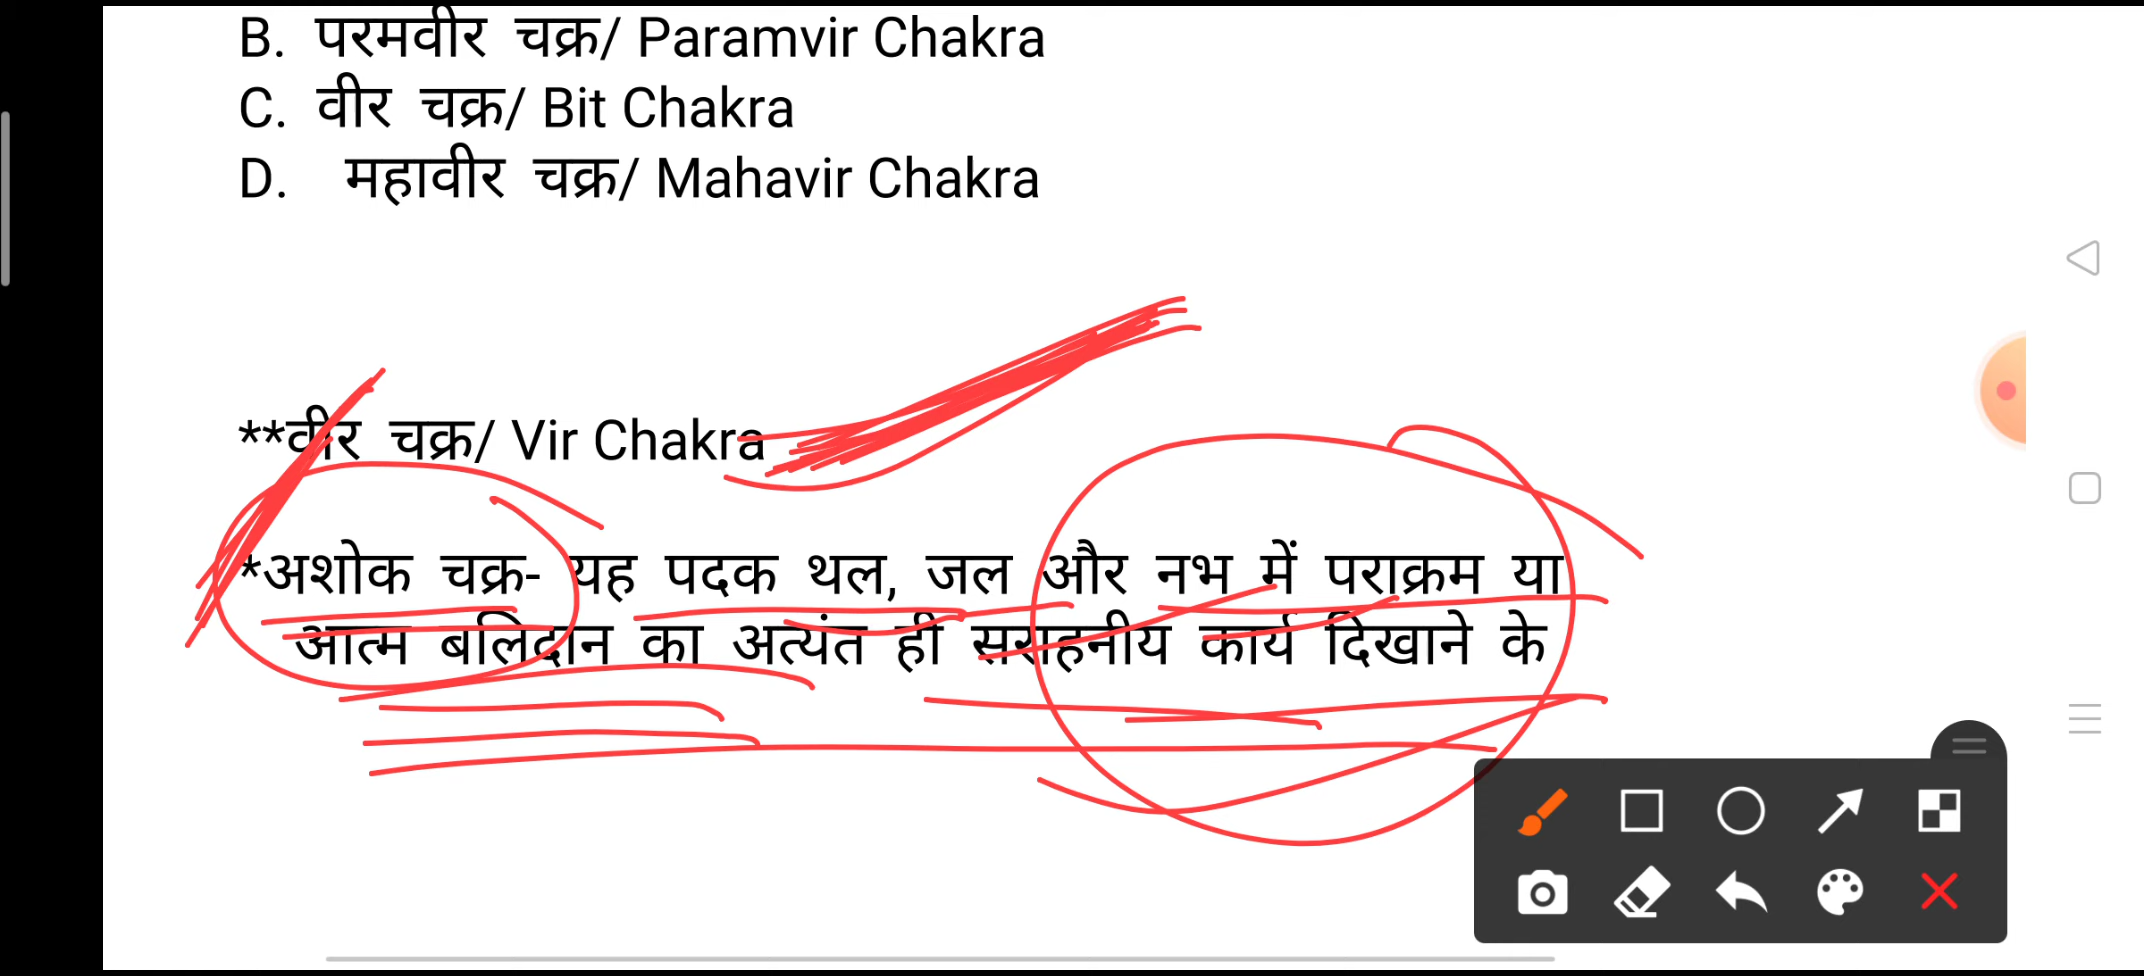 B. परमवीर चक्र/ Paramvir Chakra
C. वीर चक्र/ Bit Chakra
D. महावीर चक्र/ Mahavir Chakra
**वीर चक्र/ Vir Chakra
*अशोक चक्र- यह पदक थल, जल और नभ में पराक्रम या
आत्म बलिदान का अत्यंत ही सराहनीय कार्य दिखाने के